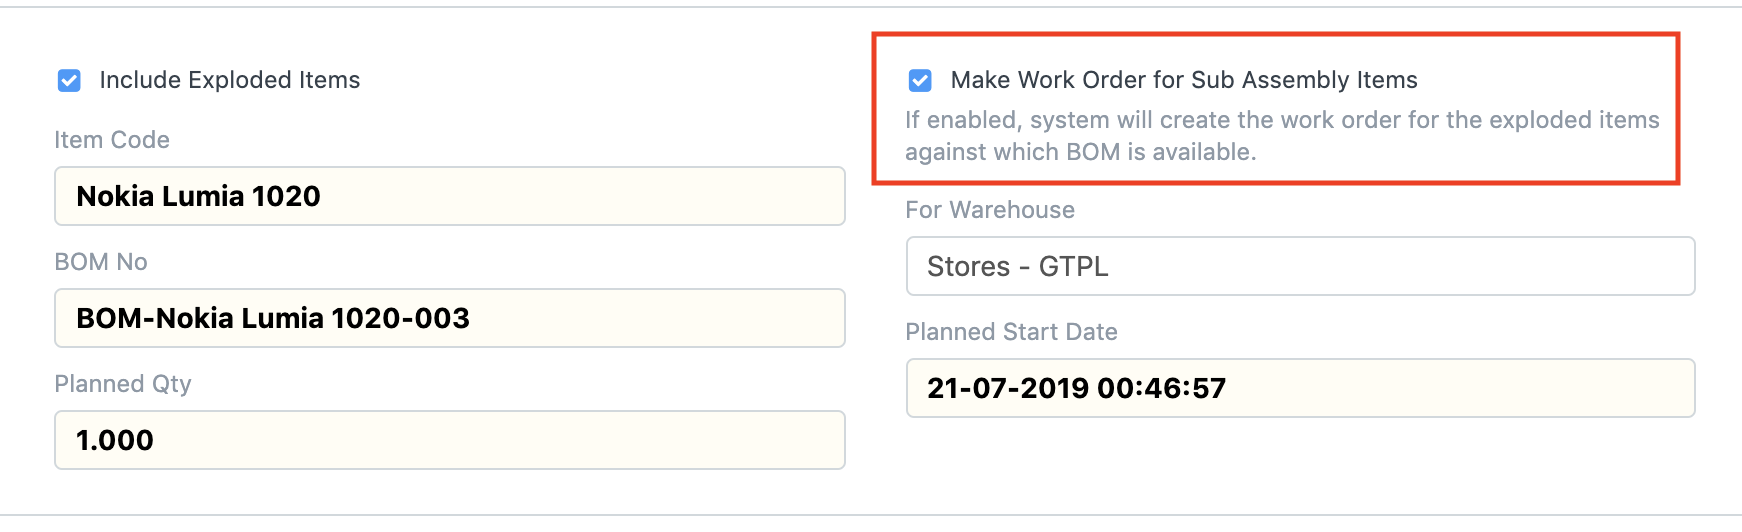 Include Exploded Items
Item Code
Nokia Lumia 1020
BOM No
BOM-Nokia Lumia 1020-003
Planned Qty
1.000
Make Work Order for Sub Assembly Items
If enabled, system will create the work order for the exploded items
against which BOM is available.
For Warehouse
Stores - GTPL
Planned Start Date
21-07-2019 00:46:57